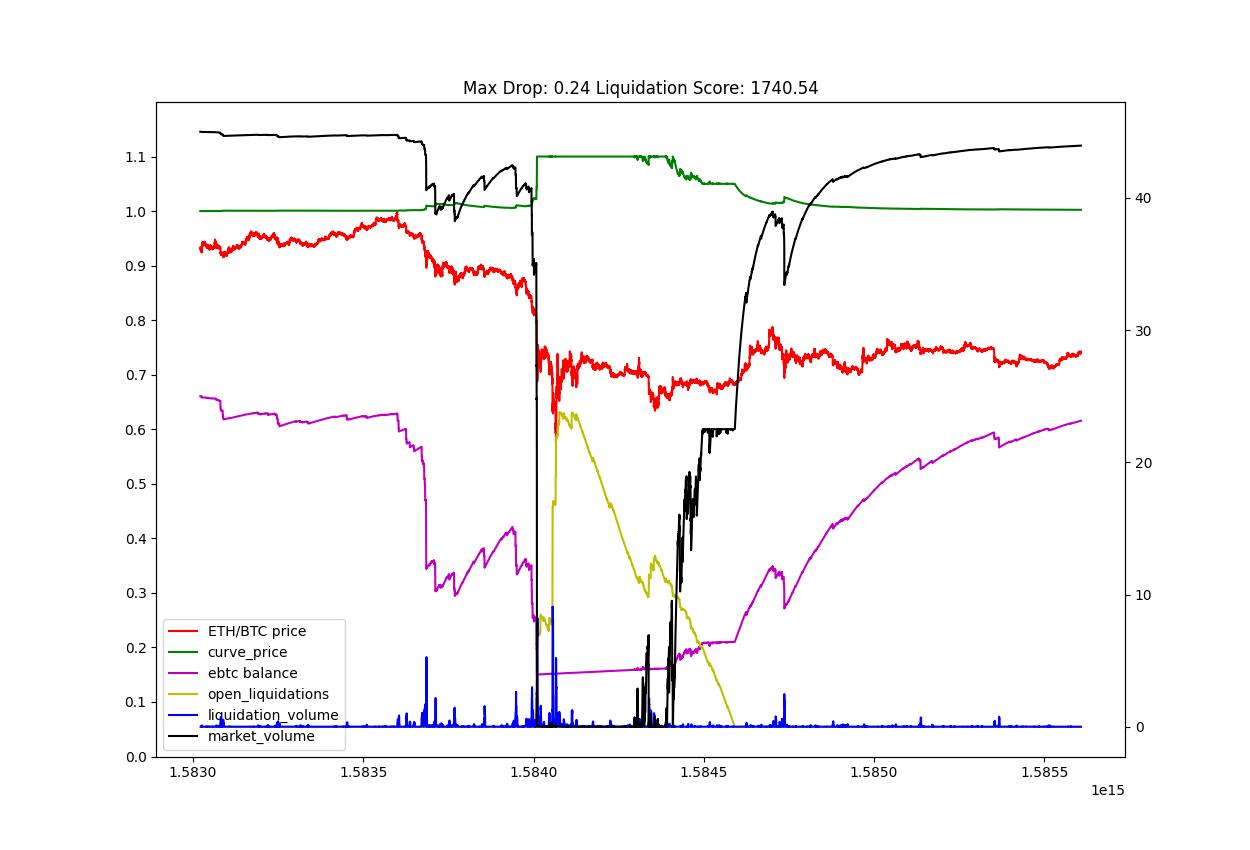 Max Drop: 0.24 Liquidation Score: 1740.54
1.1
1.0
0.9
0.8
0.7
0.6
0.5
0.4
0.3
0.2
0.1
0.0
40
30
20
10
0
ETH/BTC price
curve_price
ebtc balance
open_liquidations
liquidation_volume
market_volume
1.5830 1.5835 1.5840 1.5845 1.5850 1.5855
1e15